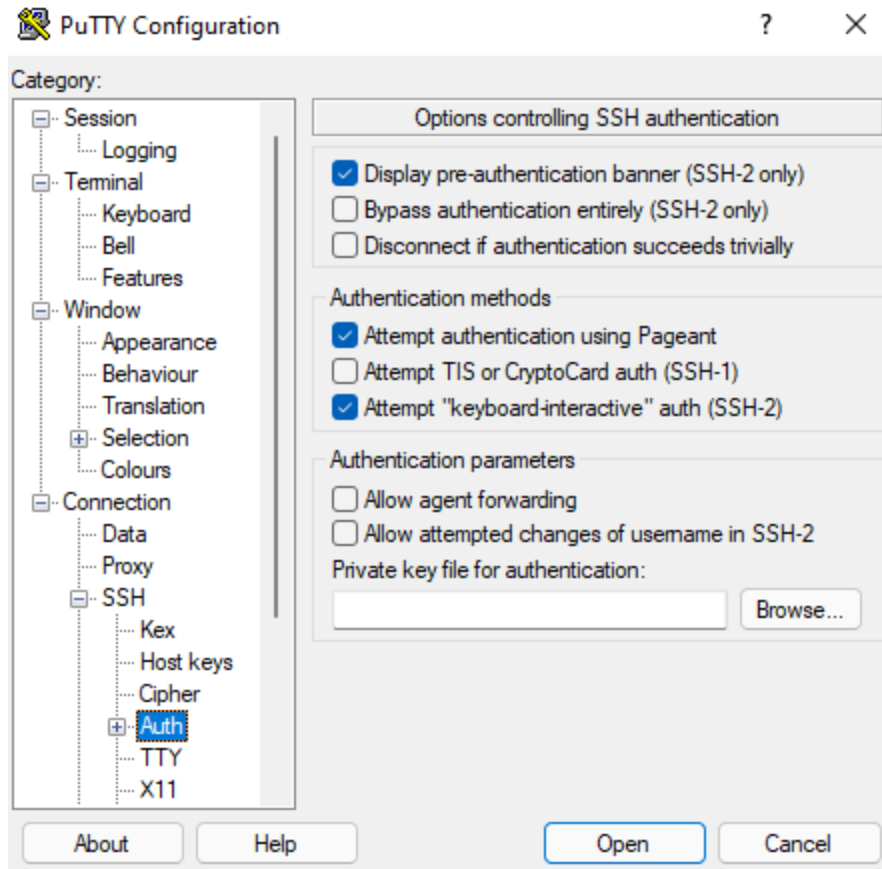 PuTTY Configuration
?
Category:
Session
Logging
Terminal
Keyboard
Bell
Features
Window
Appearance
Behaviour
Translation
Selection
Colours
Connection
Data
Proxy
SSH
Kex
Host keys
Cipher
Auth
TTY
X11
Options controlling SSH authentication
Display pre-authentication banner (SSH-2 only)
Bypass authentication entirely (SSH-2 only)
Disconnect if authentication succeeds trivially
Authentication methods
Attempt authentication using Pageant
Attempt TIS or CryptoCard auth (SSH-1)
Attempt "keyboard-interactive" auth (SSH-2)
Authentication parameters
Allow agent forwarding
Allow attempted changes of username in SSH-2
Private key file for authentication:
Browse...
About
Help
Open
Cancel